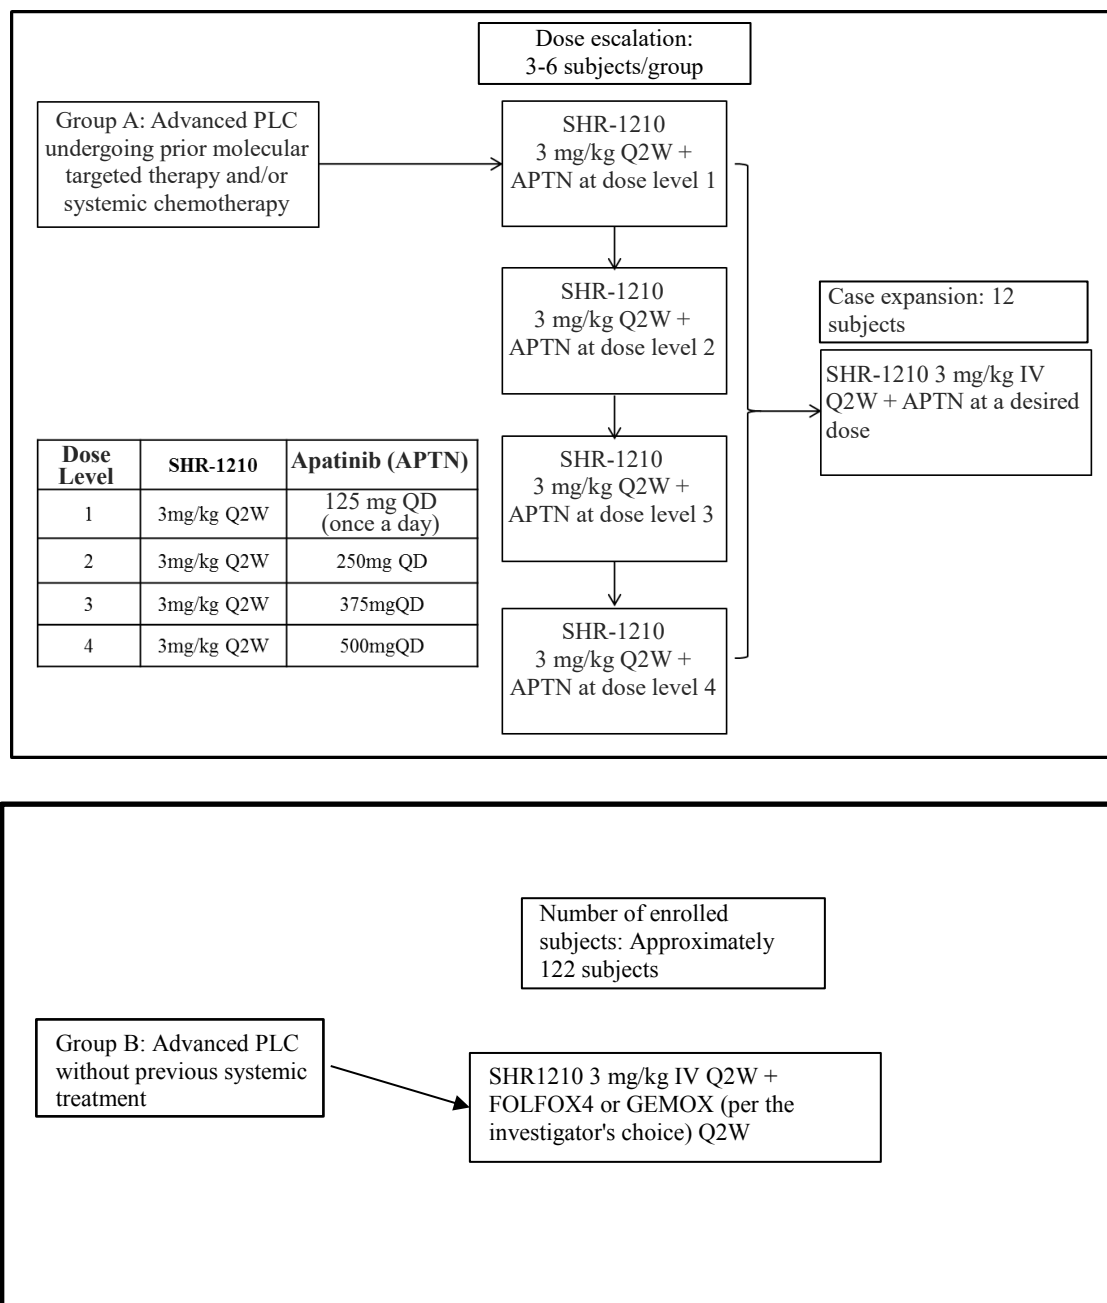 Dose escalation:
3-6 subjects/group
Group A: Advanced PLC
undergoing prior molecular
targeted therapy and/or
systemic chemotherapy
SHR-1210
3 mg/kg Q2W +
APTN at dose level 1
SHR-1210
3 mg/kg Q2W +
APTN at dose level 2
SHR-1210
3 mg/kg Q2W +
APTN at dose level 3
SHR-1210
3 mg/kg Q2W +
APTN at dose level 4
Case expansion: 12
subjects
SHR-1210 3 mg/kg IV
Q2W + APTN at a desired
dose
Dose Level SHR-1210 Apatinib (APTN)
1 3mg/kg Q2W 125 mg QD
(once a day)
2 3mg/kg Q2W 250mg QD
3 3mg/kg Q2W 375mgQD
4 3mg/kg Q2W 500mgQD
Number of enrolled
subjects: Approximately
122 subjects
Group B: Advanced PLC
without previous systemic
treatment
SHR1210 3 mg/kg IV Q2W +
FOLFOX4 or GEMOX (per the
investigator's choice) Q2W